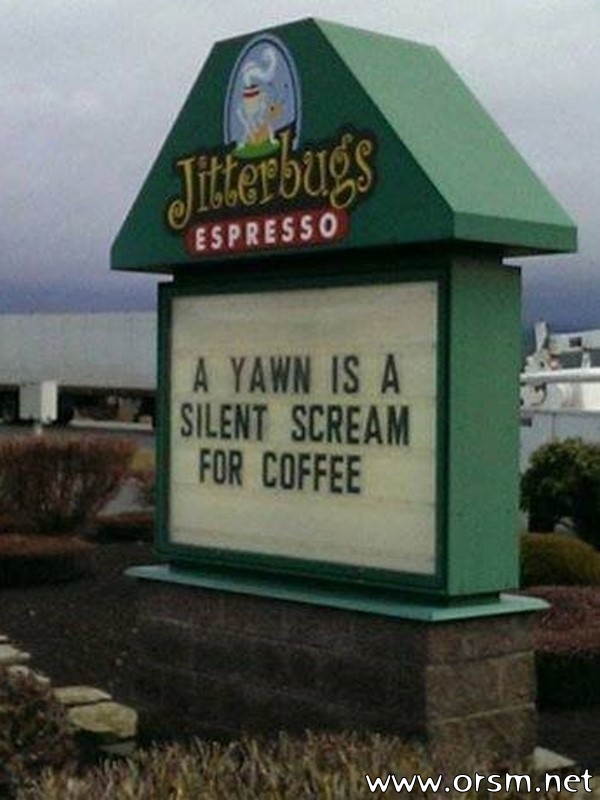 Jitterbugs
ESPRESSO
A YAWN IS A
SILENT SCREAM
FOR COFFEE
www.orsm.net